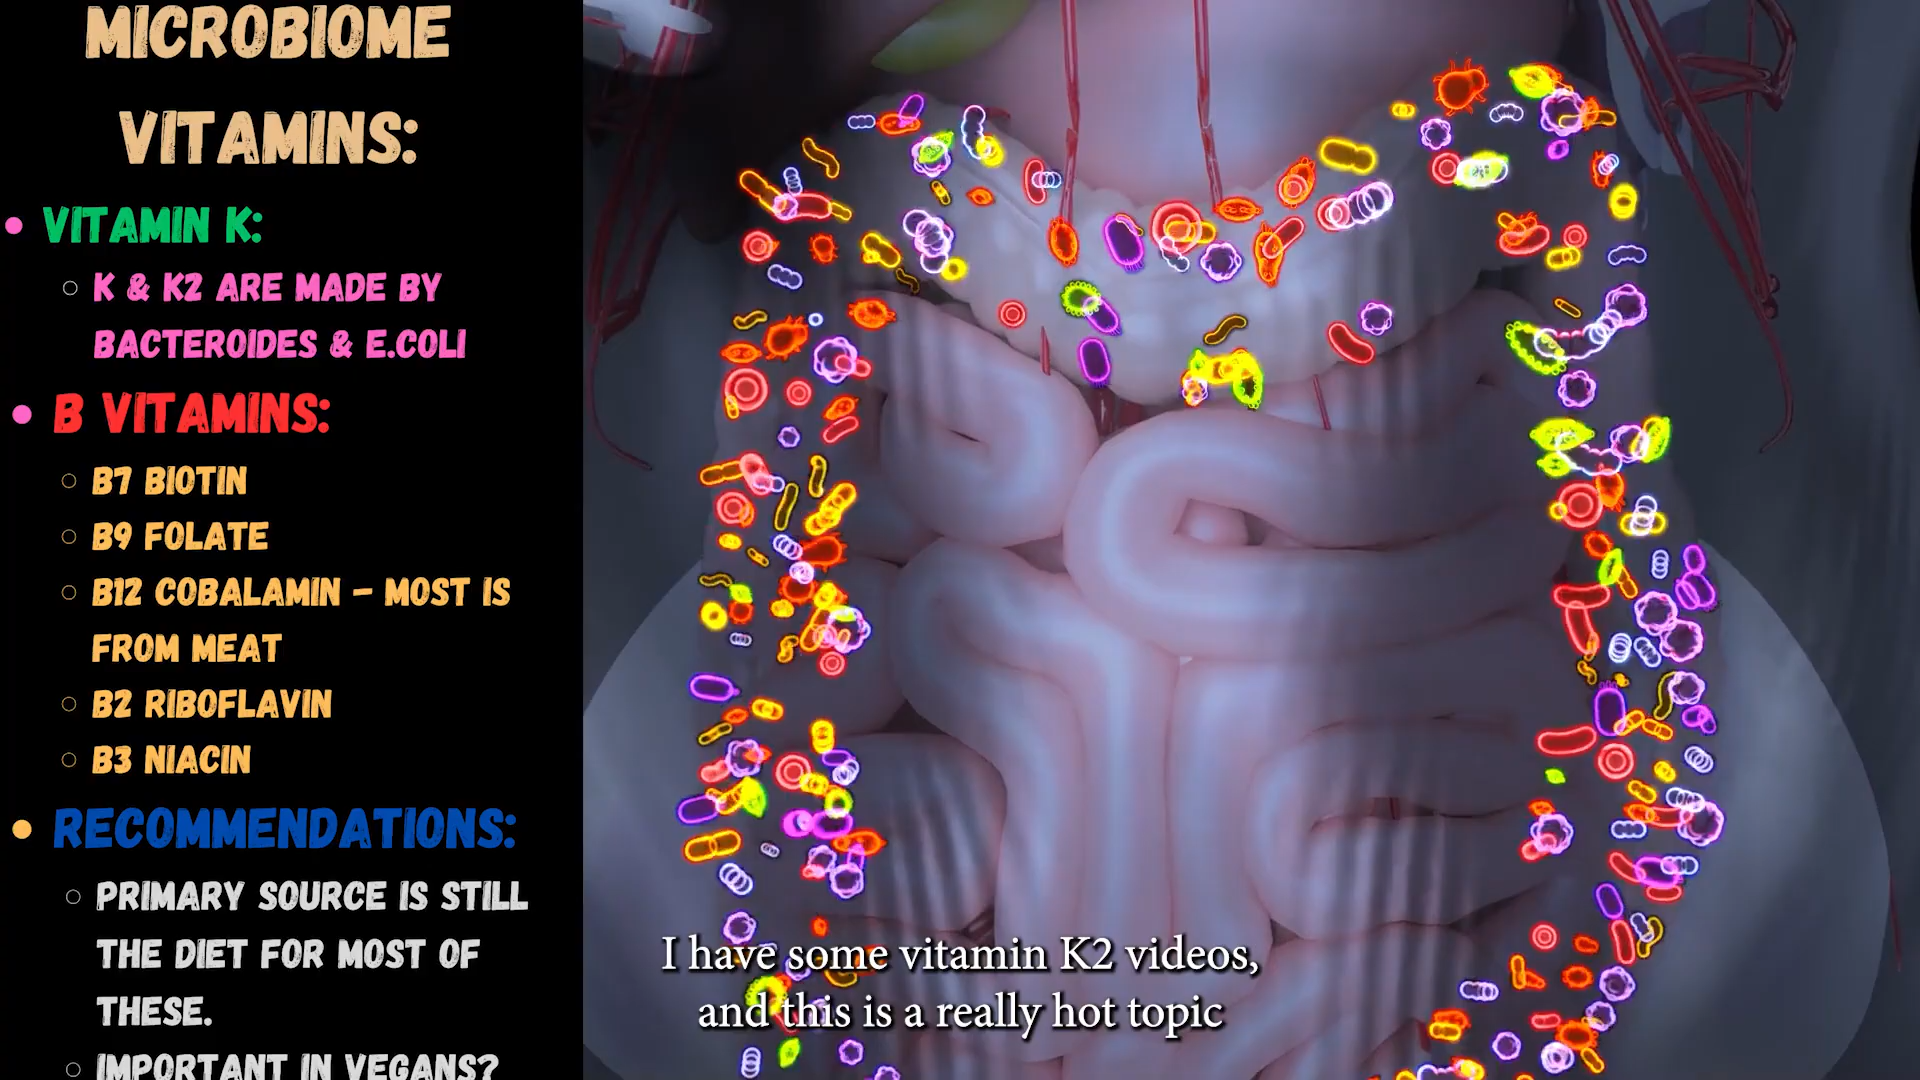 MICROBIOME
VITAMINS:
VITAMIN K:
K & K2 ARE MADE BY
BACTEROIDES & E.COLI
B VITAMINS:
B7 BIOTIN
B9 FOLATE
B12 COBALAMIN - MOST IS
FROM MEAT
B2 RIBOFLAVIN
B3 NIACIN
RECOMMENDATIONS:
PRIMARY SOURCE IS STILL
THE DIET FOR MOST OF
THESE.
IMPORTANT IN VEGANS?
I have some vitamin K2 videos,
and this is a really hot topic